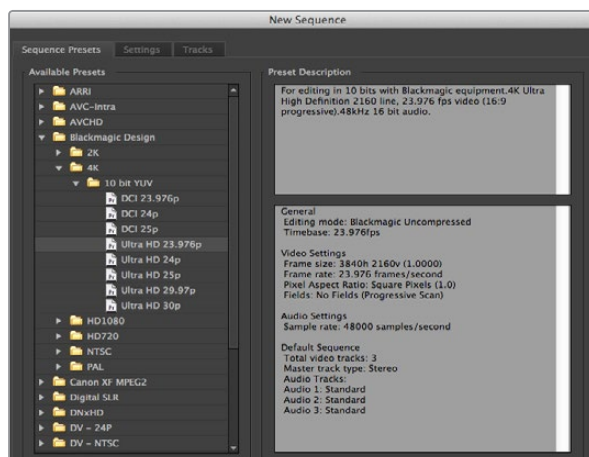 New Sequence
Sequence Presets
Settings
Tracks
Available Presets
ARRI
AVC-Intra
AVCHD
Blackmagic Design
2K
4K
10 bit YUV
DCI 23.976p
DCI 24p
DCI 25p
Ultra HD 23.976p
Ultra HD 24p
Ultra HD 25p
Ultra HD 29.97p
Ultra HD 30p
HD1080
HD720
NTSC
PAL
Canon XF MPEG2
Digital SLR
DNxHD
DV - 24P
DV - NTSC
Preset Description
For editing in 10 bits with Blackmagic equipment.4K Ultra
High Definition 2160 line, 23.976 fps video (16:9
progressive).48kHz 16 bit audio.
General
Editing mode: Blackmagic Uncompressed
Timebase: 23.976fps
Video Settings
Frame size: 3840h 2160v (1.0000)
Frame rate: 23.976 frames/second
Pixel Aspect Ratio: Square Pixels (1.0)
Fields: No Fields (Progressive Scan)
Audio Settings
Sample rate: 48000 samples/second
Default Sequence
Total video tracks: 3
Master track type: Stereo
Audio Tracks:
Audio 1: Standard
Audio 2: Standard
Audio 3: Standard